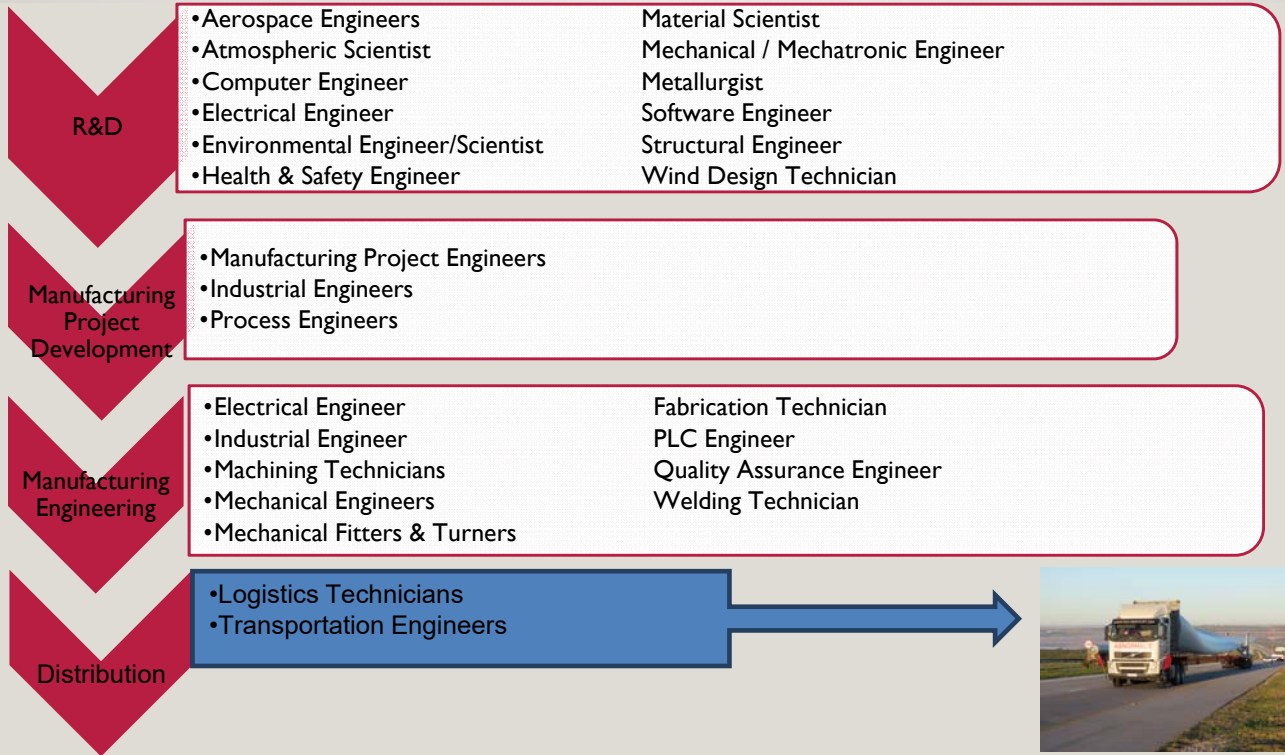 R&D
•Aerospace Engineers
•Atmospheric Scientist
•Computer Engineer
•Electrical Engineer
•Environmental Engineer/Scientist
•Health & Safety Engineer
Material Scientist
Mechanical / Mechatronic Engineer
Metallurgist
Software Engineer
Structural Engineer
Wind Design Technician
Manufacturing
Project
Development
•Manufacturing Project Engineers
•Industrial Engineers
•Process Engineers
Manufacturing
Engineering
•Electrical Engineer
•Industrial Engineer
•Machining Technicians
•Mechanical Engineers
•Mechanical Fitters & Turners
Fabrication Technician
PLC Engineer
Quality Assurance Engineer
Welding Technician
Distribution
•Logistics Technicians
•Transportation Engineers